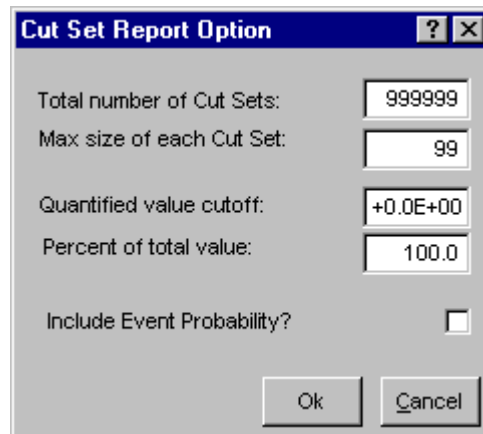 Cut Set Report Option ? ×
Total number of Cut Sets: 999999
Max size of each Cut Set: 99
Quantified value cutoff: +0.0E+00
Percent of total value: 100.0
Include Event Probability?
Ok Cancel